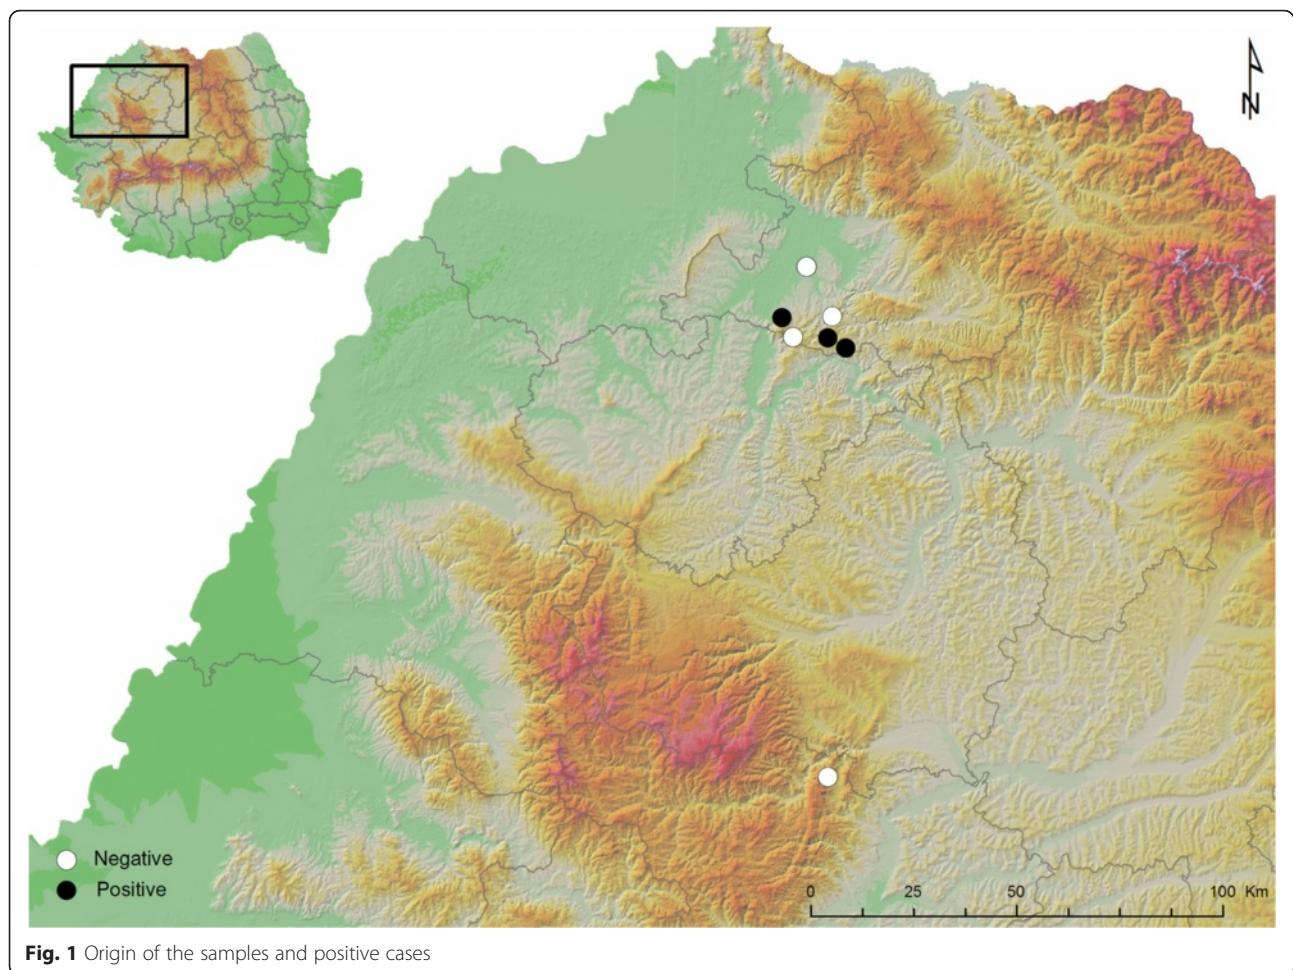 N
Negative
Positive
0 25 50 100 Km
Fig. 1 Origin of the samples and positive cases